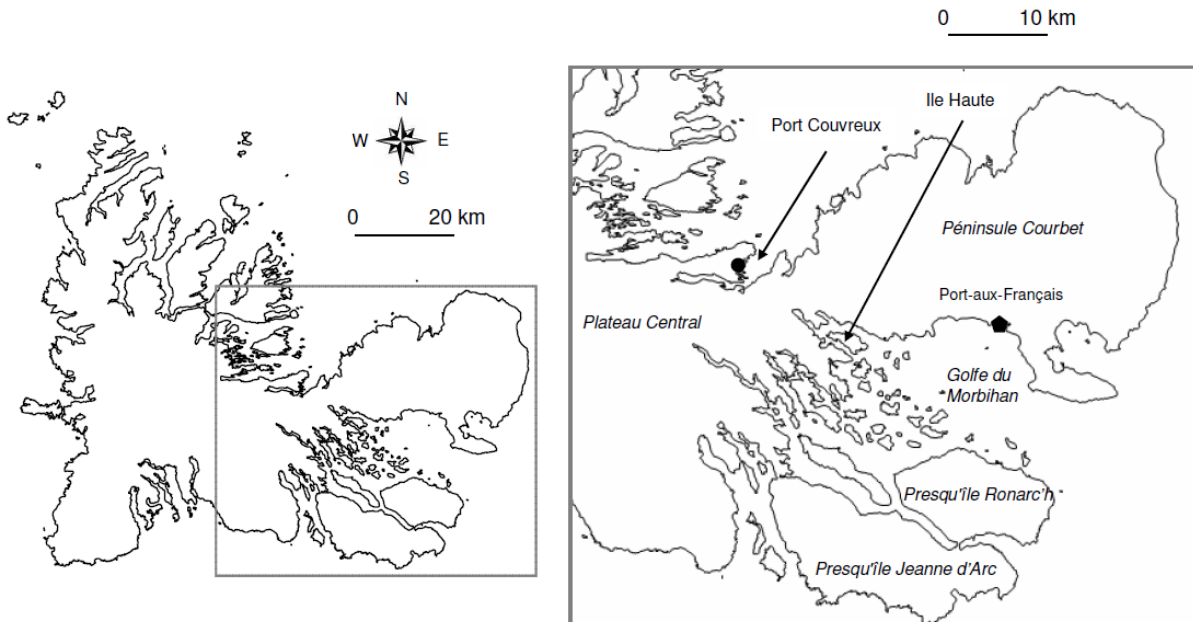 N
W
E
S
0 20 km
0 10 km
Ile Haute
Port Couvreux
Péninsule Courbet
Port-aux-Français
Plateau Central
Golfe du
Morbihan
Presqu'île Ronarc'h
Presqu'île Jeanne d'Arc